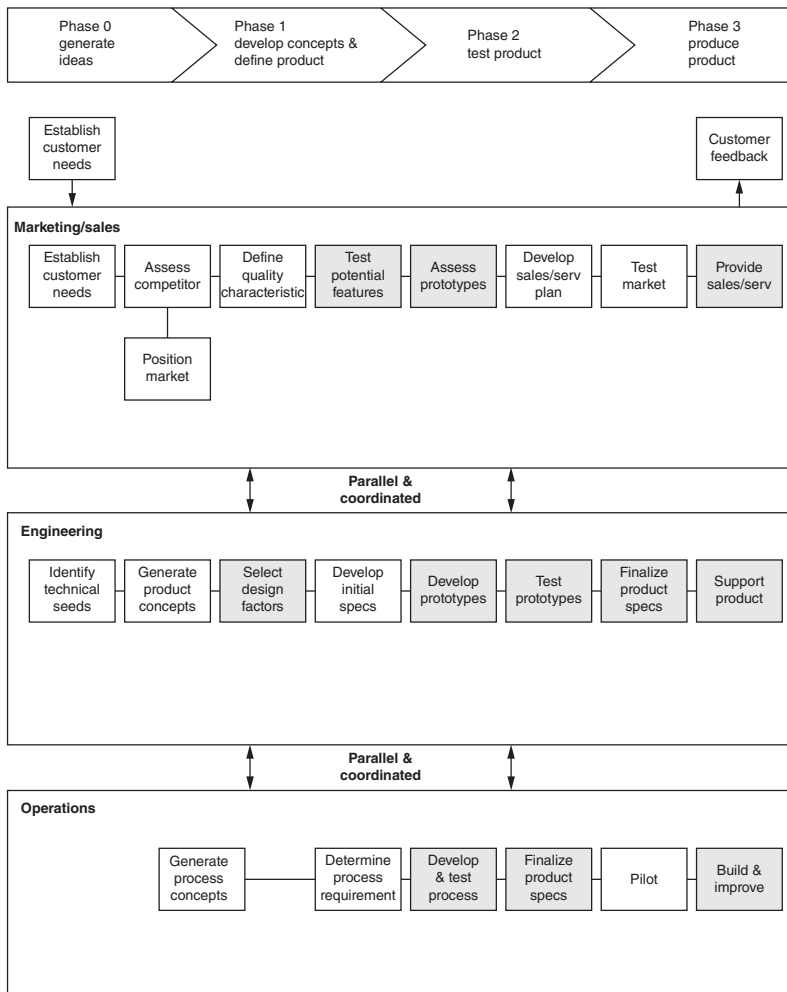 Phase 0
generate
ideas
Phase 1
develop concepts &
define product
Phase 2
test product
Phase 3
produce
product
Establish
customer
needs
Customer
feedback
Marketing/sales
Establish
customer
needs
Assess
competitor
Define
quality
characteristic
Test
potential
features
Assess
prototypes
Develop
sales/serv
plan
Test
market
Provide
sales/serv
Position
market
Parallel &
coordinated
Engineering
Identify
technical
seeds
Generate
product
concepts
Select
design
factors
Develop
initial
specs
Develop
prototypes
Test
prototypes
Finalize
product
specs
Support
product
Parallel &
coordinated
Operations
Generate
process
concepts
Determine
process
requirement
Develop
& test
process
Finalize
product
specs
Pilot
Build &
improve